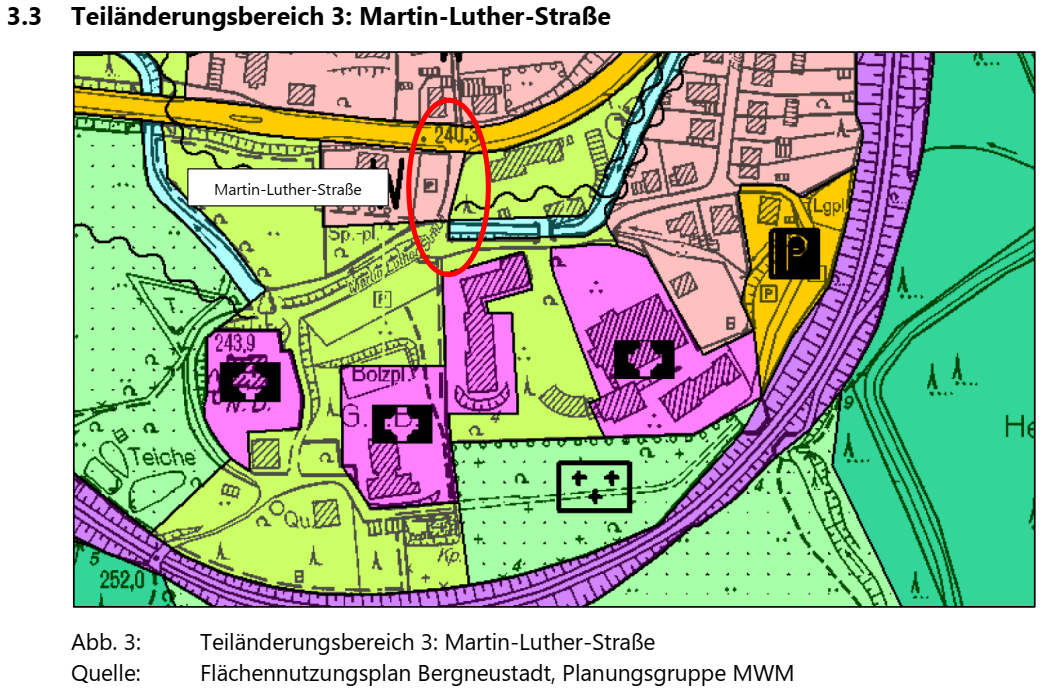 3.3 Teiländerungsbereich 3: Martin-Luther-Straße
240,3
P
Martin-Luther-Straße
W
Lgpl
Sp.-pl.
P
Martin Luther Straße
P
P
243,9
N. D.
Bolzpl.
G. B.
He
Teiche
Qu.
Kp.
252,0
Abb. 3: Teiländerungsbereich 3: Martin-Luther-Straße
Quelle: Flächennutzungsplan Bergneustadt, Planungsgruppe MWM